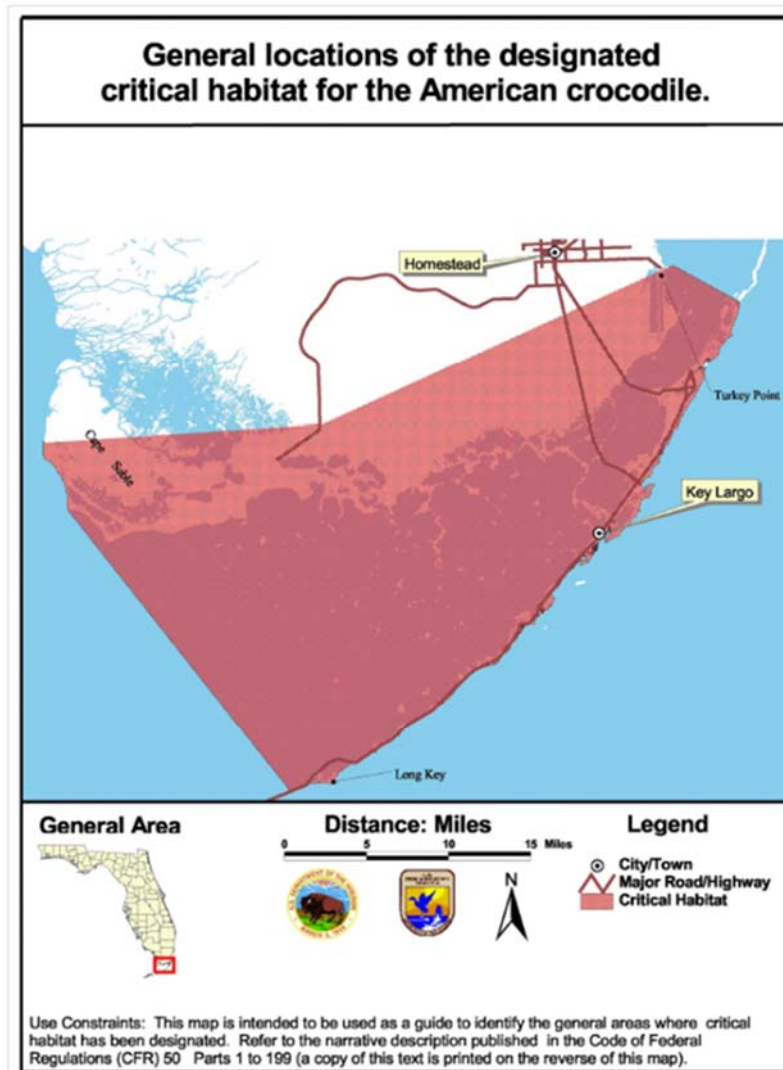 General locations of the designated
critical habitat for the American crocodile.
Homestead
Turkey Point
Cape Sable
Key Largo
Long Key
General Area
Distance: Miles
0 5 10 15 Miles
Legend
City/Town
Major Road/Highway
Critical Habitat
N
Use Constraints: This map is intended to be used as a guide to identify the general areas where critical
habitat has been designated. Refer to the narrative description published in the Code of Federal
Regulations (CFR) 50 Parts 1 to 199 (a copy of this text is printed on the reverse of this map).